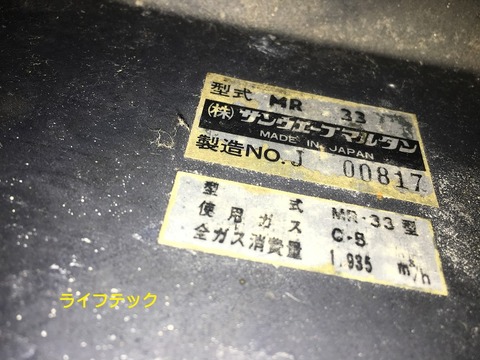 型式 MR 33
(株)サンウエーブマルゲン
MADE IN JAPAN
製造NO.J 00817
型式 MR-33型
使用ガス C-B
全ガス消費量 1.935 m³/h
ライフテック